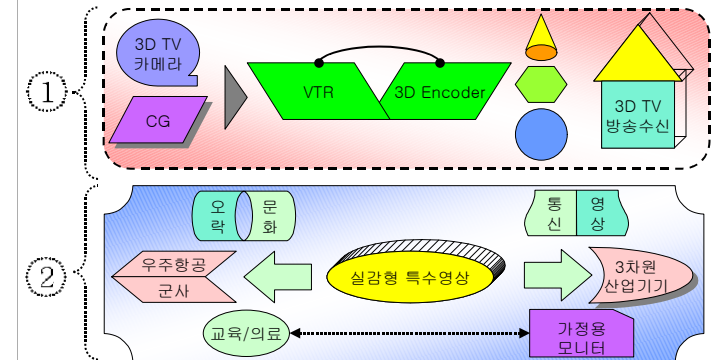 ①
3D TV
카메라
CG
VTR
3D Encoder
3D TV
방송수신
②
오
락
문
화
통
신
영
상
우주항공
군사
실감형 특수영상
3차원
산업기기
교육/의료
가정용
모니터